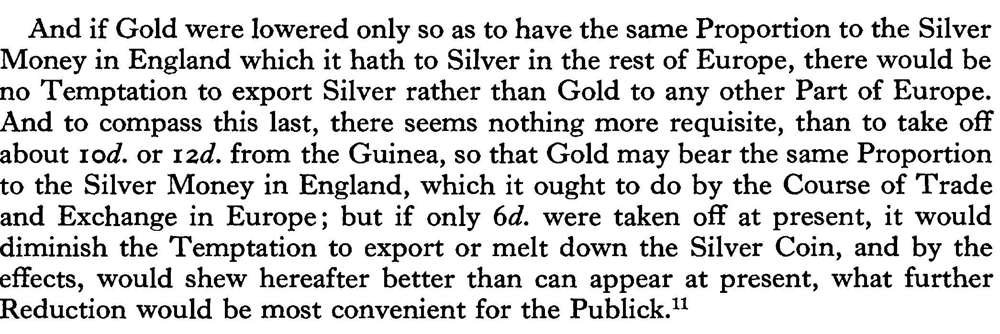 And if Gold were lowered only so as to have the same Proportion to the Silver
Money in England which it hath to Silver in the rest of Europe, there would be
no Temptation to export Silver rather than Gold to any other Part of Europe.
And to compass this last, there seems nothing more requisite, than to take off
about 10d. or 12d. from the Guinea, so that Gold may bear the same Proportion
to the Silver Money in England, which it ought to do by the Course of Trade
and Exchange in Europe; but if only 6d. were taken off at present, it would
diminish the Temptation to export or melt down the Silver Coin, and by the
effects, would shew hereafter better than can appear at present, what further
Reduction would be most convenient for the Publick.¹¹